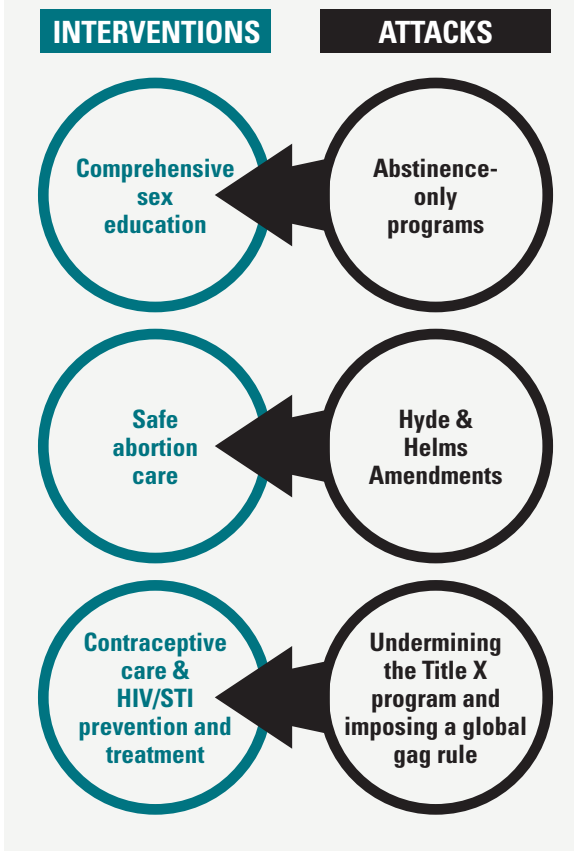 INTERVENTIONS
ATTACKS
Comprehensive
sex
education
Abstinence-
only
programs
Safe
abortion
care
Hyde &
Helms
Amendments
Contraceptive
care &
HIV/STI
prevention and
treatment
Undermining
the Title X
program and
imposing a global
gag rule